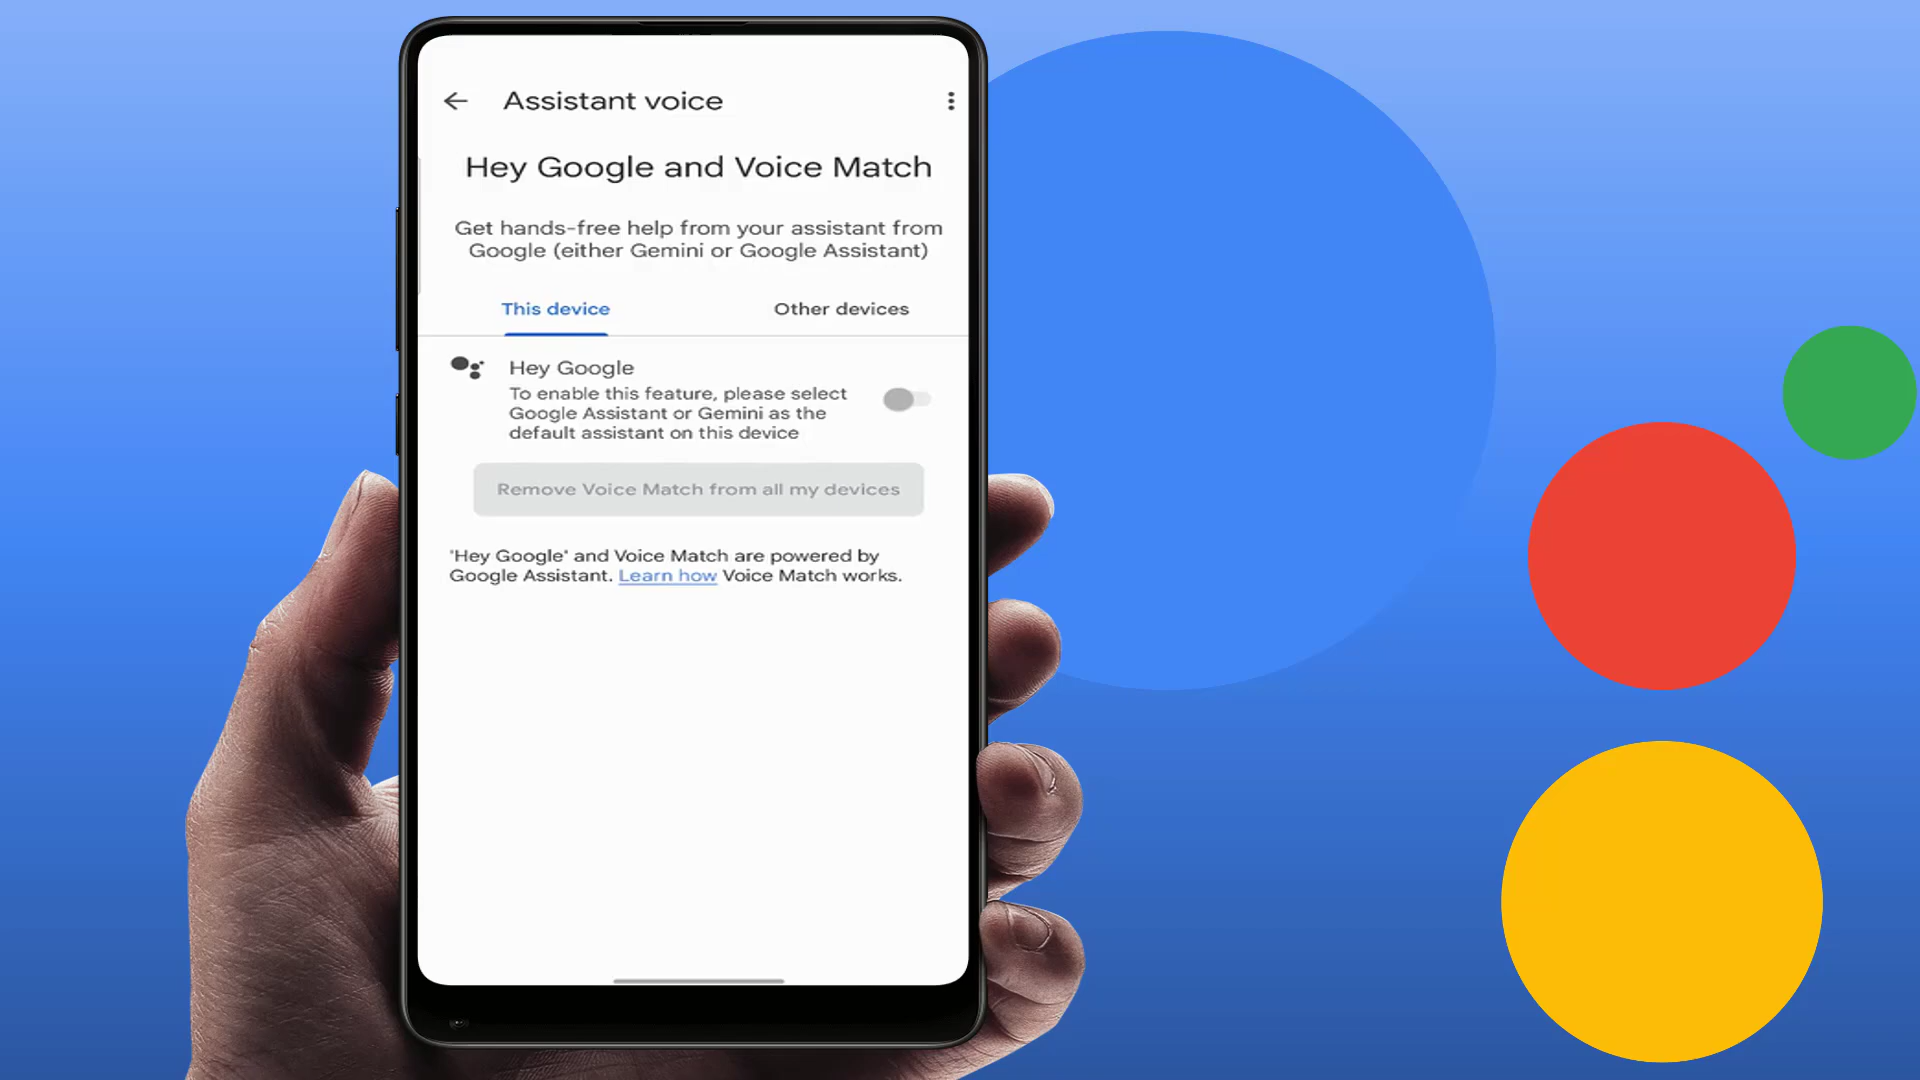 Assistant voice
Hey Google and Voice Match
Get hands-free help from your assistant from
Google (either Gemini or Google Assistant)
This device
Other devices
Hey Google
To enable this feature, please select
Google Assistant or Gemini as the
default assistant on this device
Remove Voice Match from all my devices
"Hey Google" and Voice Match are powered by
Google Assistant. Learn how Voice Match works.